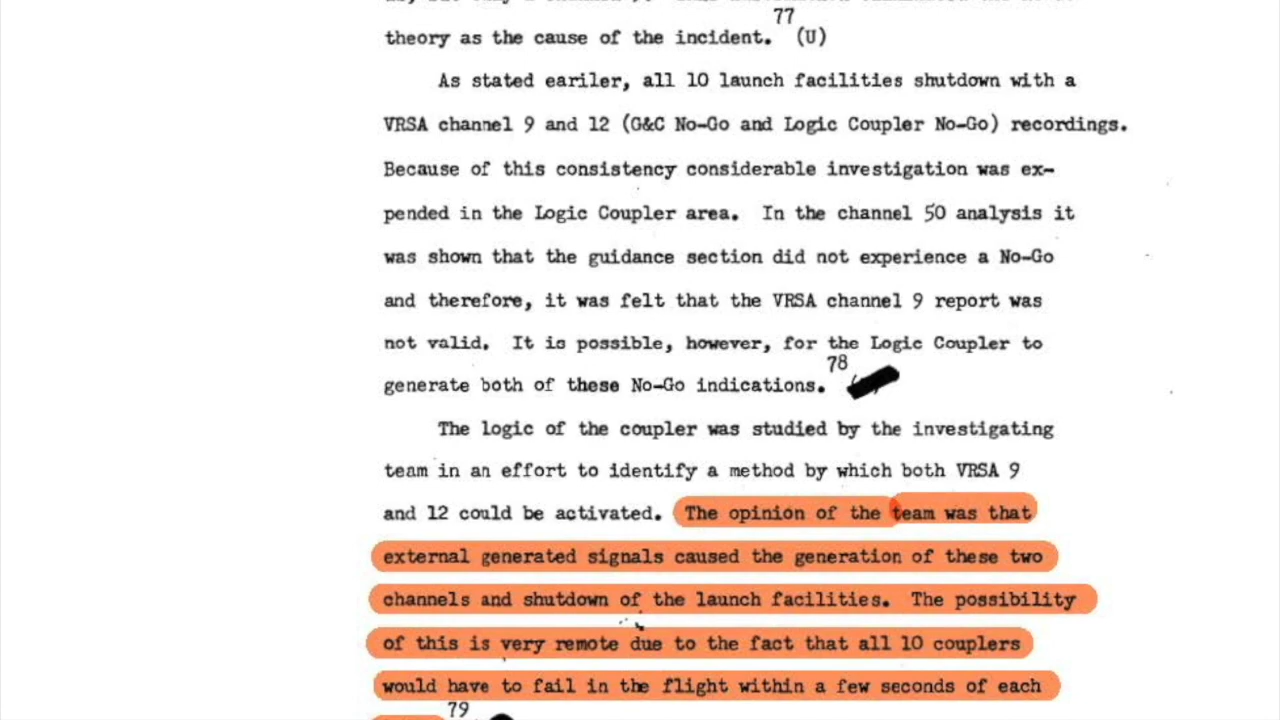 77
theory as the cause of the incident. (U)
As stated eariler, all 10 launch facilities shutdown with a
VRSA channel 9 and 12 (G&C No-Go and Logic Coupler No-Go) recordings.
Because of this consistency considerable investigation was ex-
pended in the Logic Coupler area. In the channel 50 analysis it
was shown that the guidance section did not experience a No-Go
and therefore, it was felt that the VRSA channel 9 report was
not valid. It is possible, however, for the Logic Coupler to
78
generate both of these No-Go indications.
The logic of the coupler was studied by the investigating
team in an effort to identify a method by which both VRSA 9
and 12 could be activated. The opinion of the team was that
external generated signals caused the generation of these two
channels and shutdown of the launch facilities. The possibility
of this is very remote due to the fact that all 10 couplers
would have to fail in the flight within a few seconds of each
79